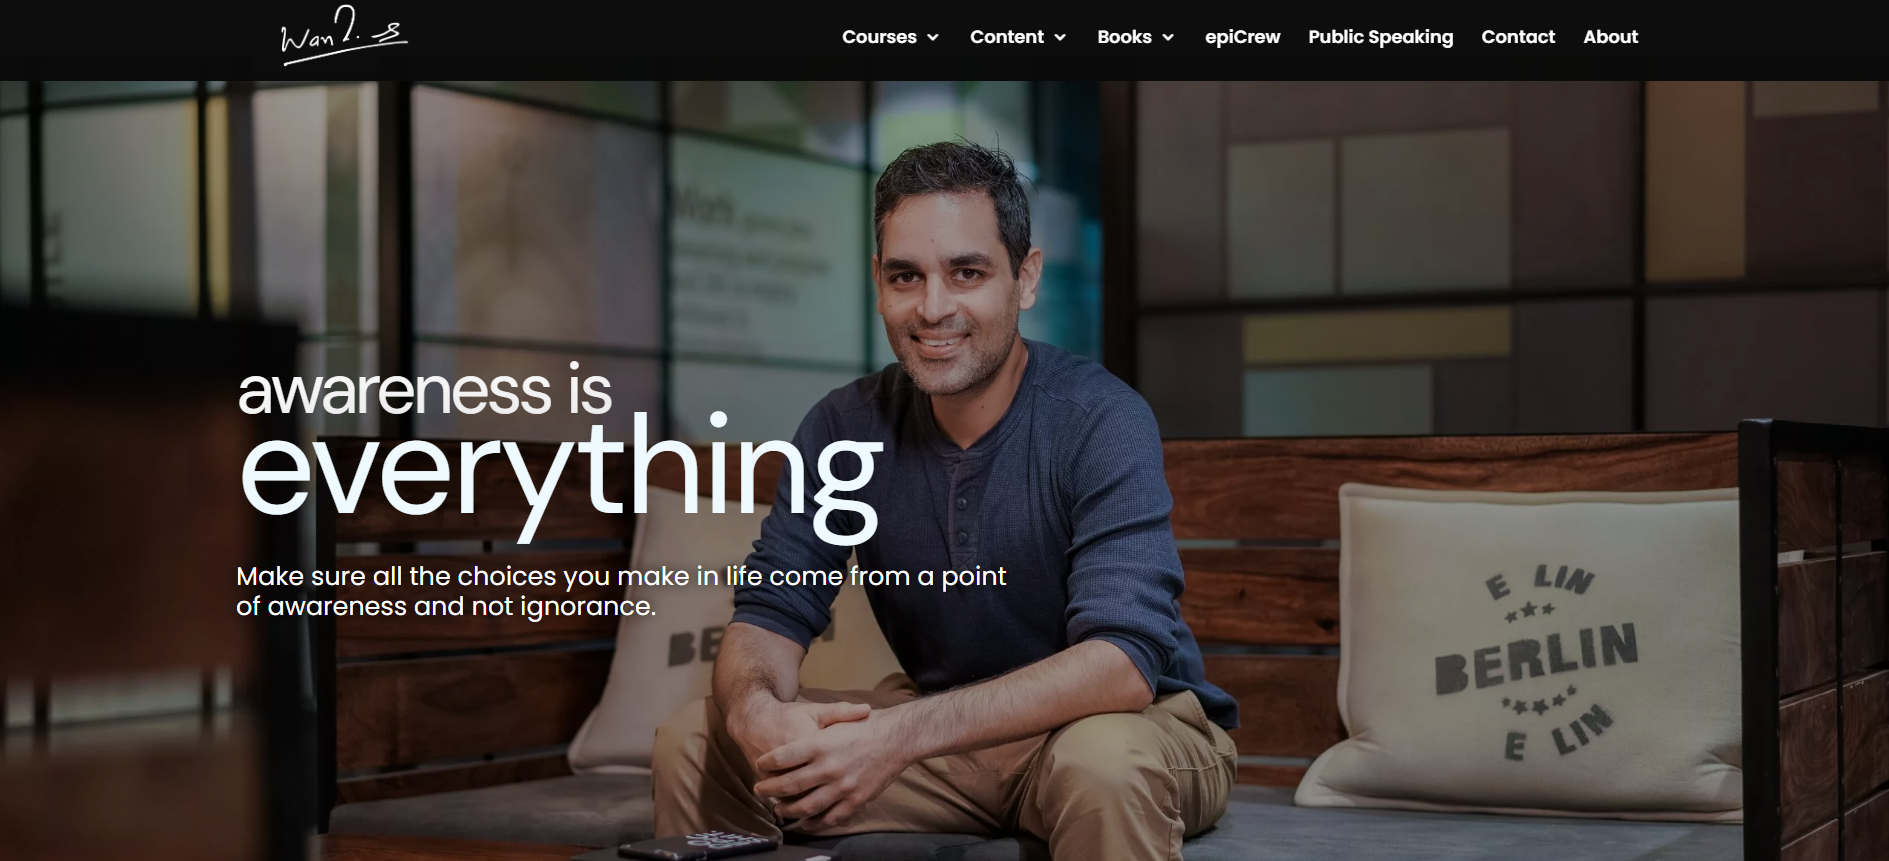 Courses
Content
Books
epiCrew
Public Speaking
Contact
About
awareness is
everything
Make sure all the choices you make in life come from a point
of awareness and not ignorance.
E LIN
BERLIN
E LIN